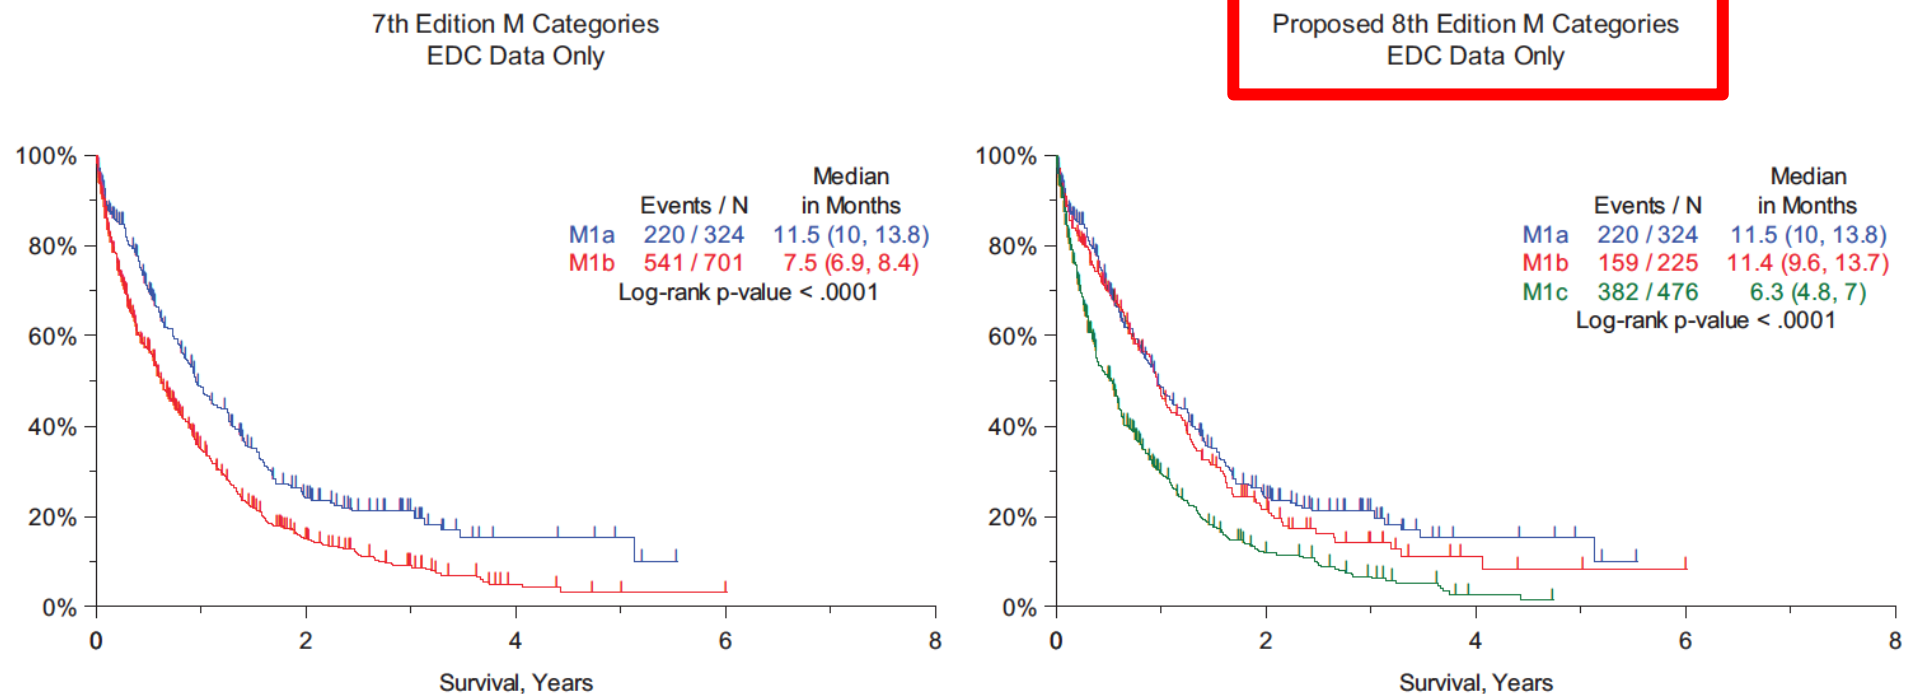 7th Edition M Categories
EDC Data Only
100%
80%
60%
40%
20%
0%
0
2
4
6
8
Survival, Years
Median
Events / N in Months
M1a 220 / 324 11.5 (10, 13.8)
M1b 541 / 701 7.5 (6.9, 8.4)
Log-rank p-value < .0001
Proposed 8th Edition M Categories
EDC Data Only
100%
80%
60%
40%
20%
0%
0
2
4
6
8
Survival, Years
Median
Events / N in Months
M1a 220 / 324 11.5 (10, 13.8)
M1b 159 / 225 11.4 (9.6, 13.7)
M1c 382 / 476 6.3 (4.8, 7)
Log-rank p-value < .0001